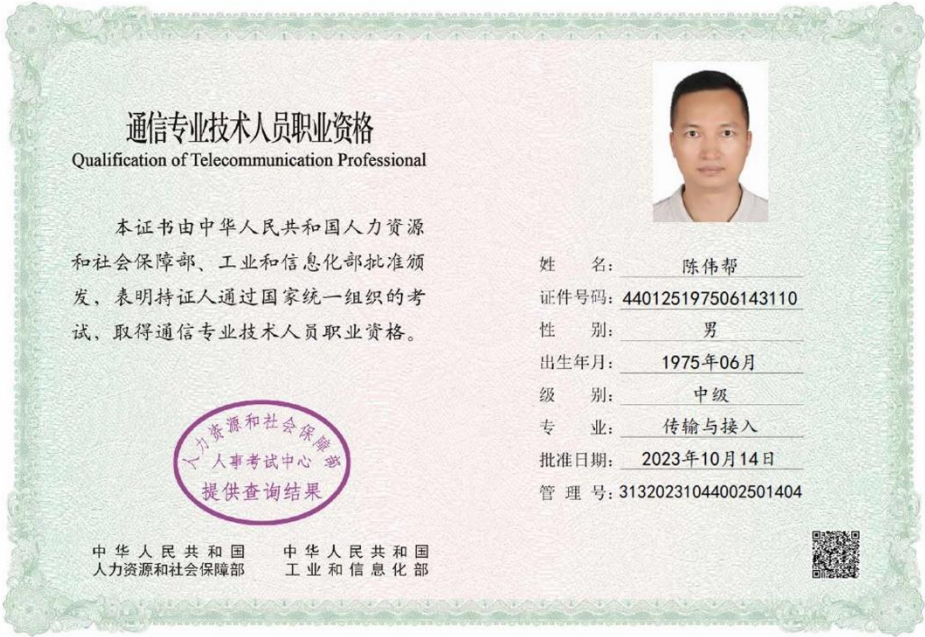 通信专业技术人员职业资格
Qualification of Telecommunication Professional
本证书由中华人民共和国人力资源
和社会保障部、工业和信息化部批准颁
发，表明持证人通过国家统一组织的考
试，取得通信专业技术人员职业资格。
人力资源和社会保障部
人事考试中心
提供查询结果
中华人民共和国
人力资源和社会保障部
中华人民共和国
工业和信息化部
姓 名：陈伟帮
证件号码：440125197506143110
性 别：男
出生年月：1975年06月
级 别：中级
专 业：传输与接入
批准日期：2023年10月14日
管 理 号：31320231044002501404